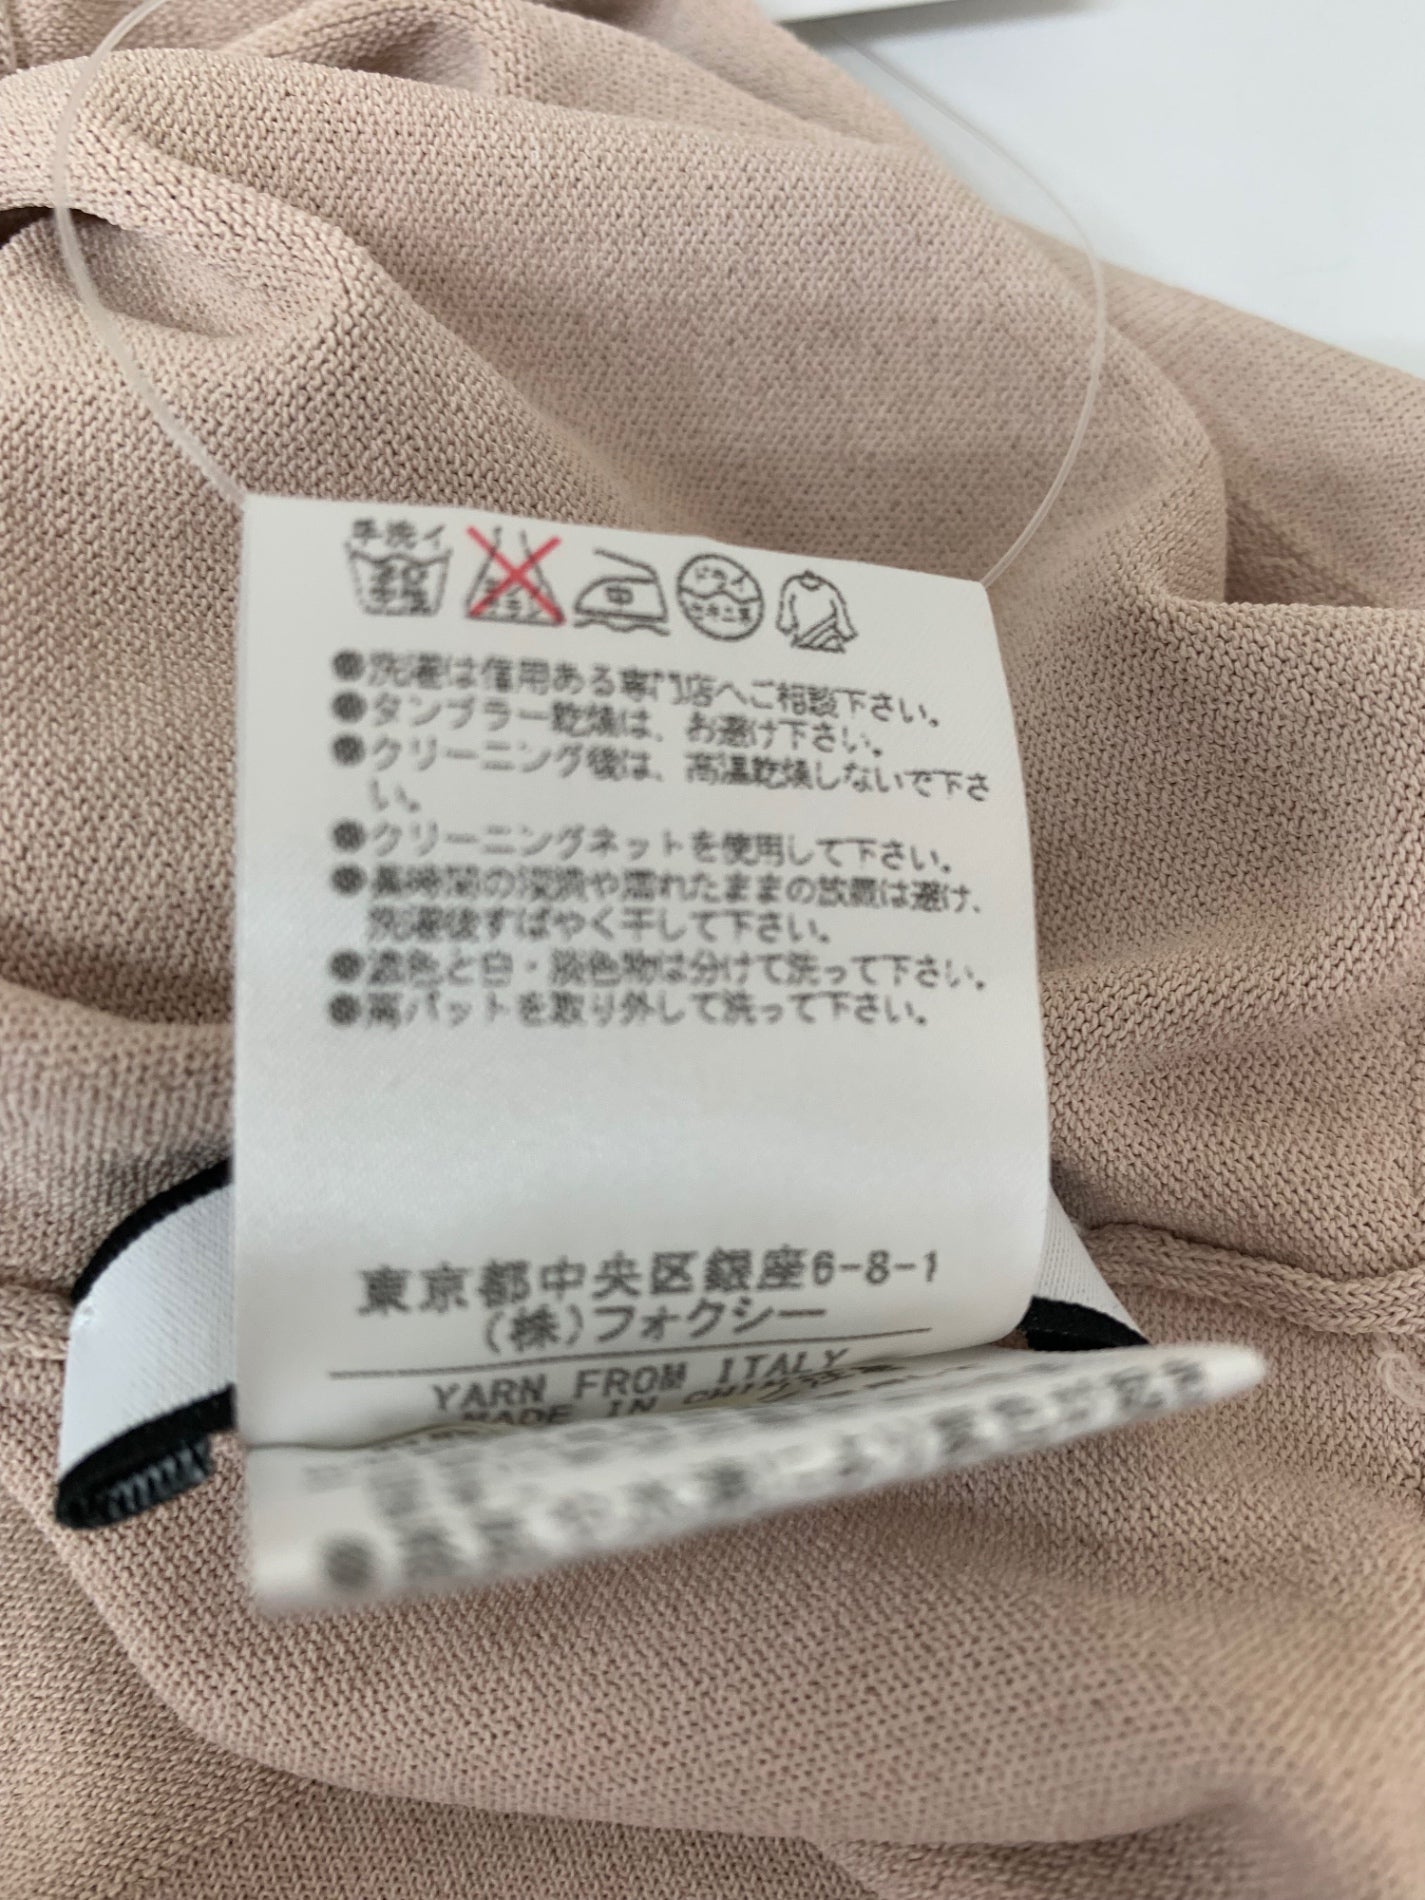 手洗イ
中
ドライ
●洗濯は信用ある専門店へご相談下さい。
●タンブラー乾燥は、お避け下さい。
●クリーニング後は、高温乾燥しないで下さ
い。
●クリーニングネットを使用して下さい。
●長時間の浸漬や濡れたままの放置は避け、
洗濯後すばやく干して下さい。
●濃色と白・淡色物は分けて洗って下さい。
●肩パットを取り外して洗って下さい。
東京都中央区銀座6-8-1
(株)フォクシー
YARN FROM ITALY
MADE IN CHINA